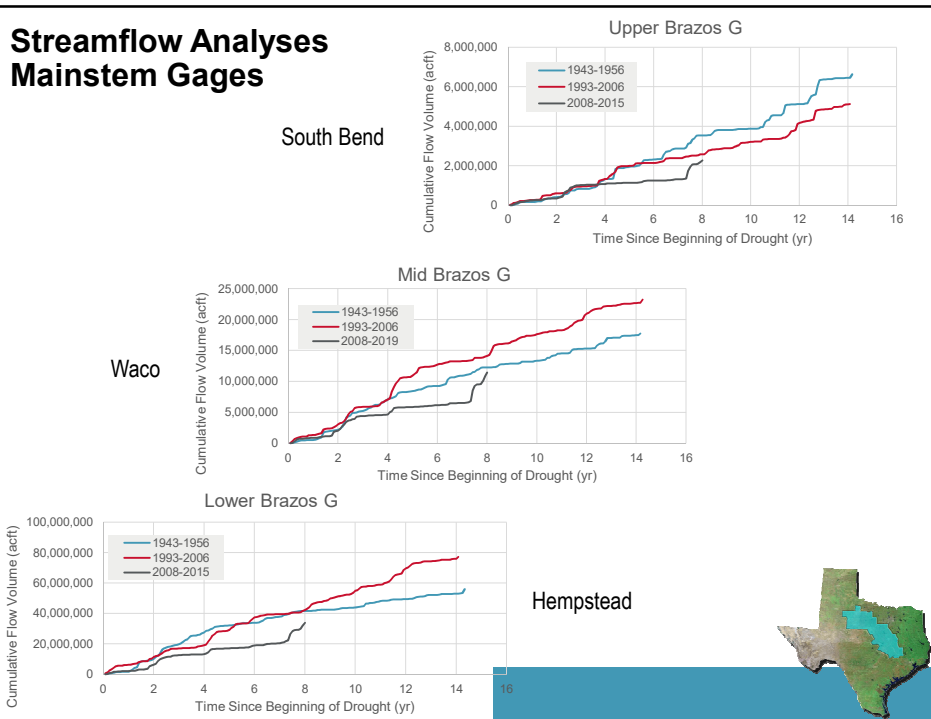 Streamflow Analyses
Mainstem Gages
South Bend
Upper Brazos G
Cumulative Flow Volume (acft)
8,000,000
6,000,000
4,000,000
2,000,000
0
1943-1956
1993-2006
2008-2015
0 2 4 6 8 10 12 14 16
Time Since Beginning of Drought (yr)
Waco
Mid Brazos G
Cumulative Flow Volume (acft)
25,000,000
20,000,000
15,000,000
10,000,000
5,000,000
0
1943-1956
1993-2006
2008-2019
0 2 4 6 8 10 12 14 16
Time Since Beginning of Drought (yr)
Lower Brazos G
Cumulative Flow Volume (acft)
100,000,000
80,000,000
60,000,000
40,000,000
20,000,000
0
1943-1956
1993-2006
2008-2015
0 2 4 6 8 10 12 14 16
Time Since Beginning of Drought (yr)
Hempstead